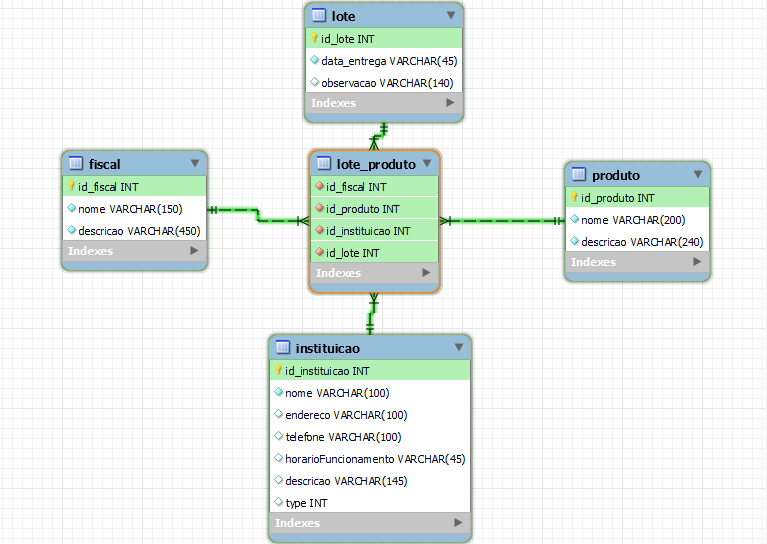 lote
id_lote INT
data_entrega VARCHAR(45)
observacao VARCHAR(140)
Indexes
fiscal
id_fiscal INT
nome VARCHAR(150)
descricao VARCHAR(450)
Indexes
lote_produto
id_fiscal INT
id_produto INT
id_instituicao INT
id_lote INT
Indexes
produto
id_produto INT
nome VARCHAR(200)
descricao VARCHAR(240)
Indexes
instituicao
id_instituicao INT
nome VARCHAR(100)
endereco VARCHAR(100)
telefone VARCHAR(100)
horarioFuncionamento VARCHAR(45)
descricao VARCHAR(145)
type INT
Indexes